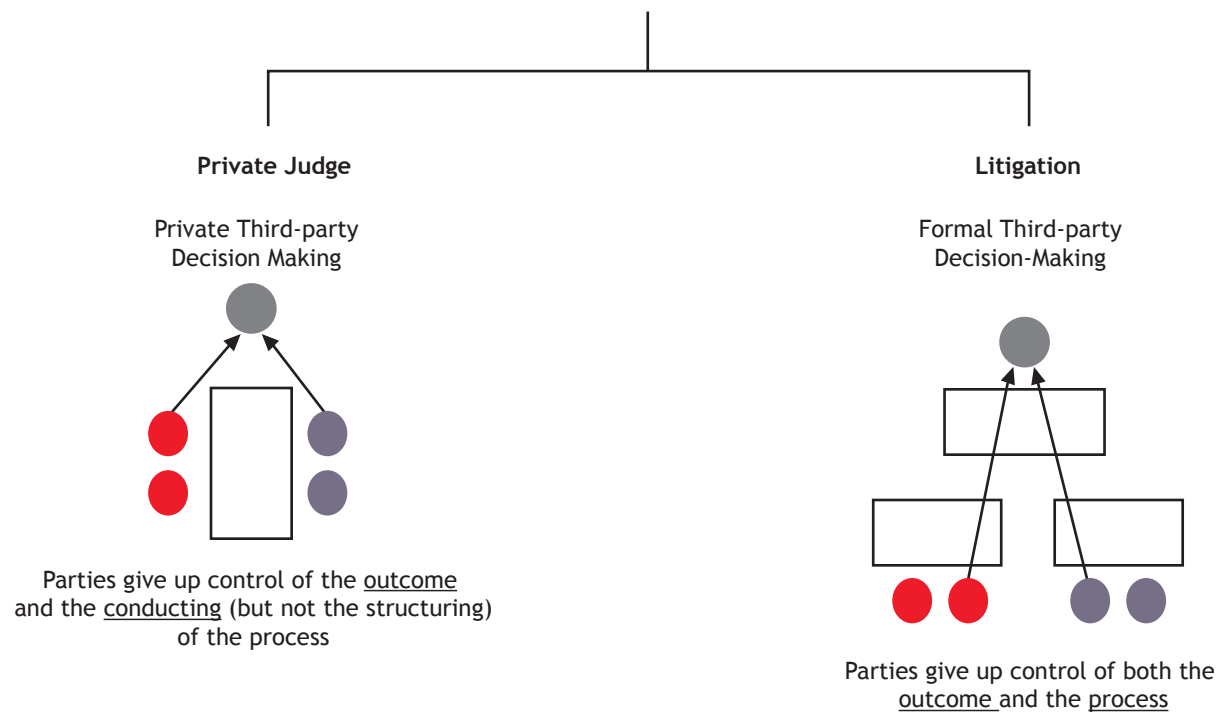 Private Judge
Private Third-party
Decision Making
Parties give up control of the outcome
and the conducting (but not the structuring)
of the process
Litigation
Formal Third-party
Decision-Making
Parties give up control of both the
outcome and the process